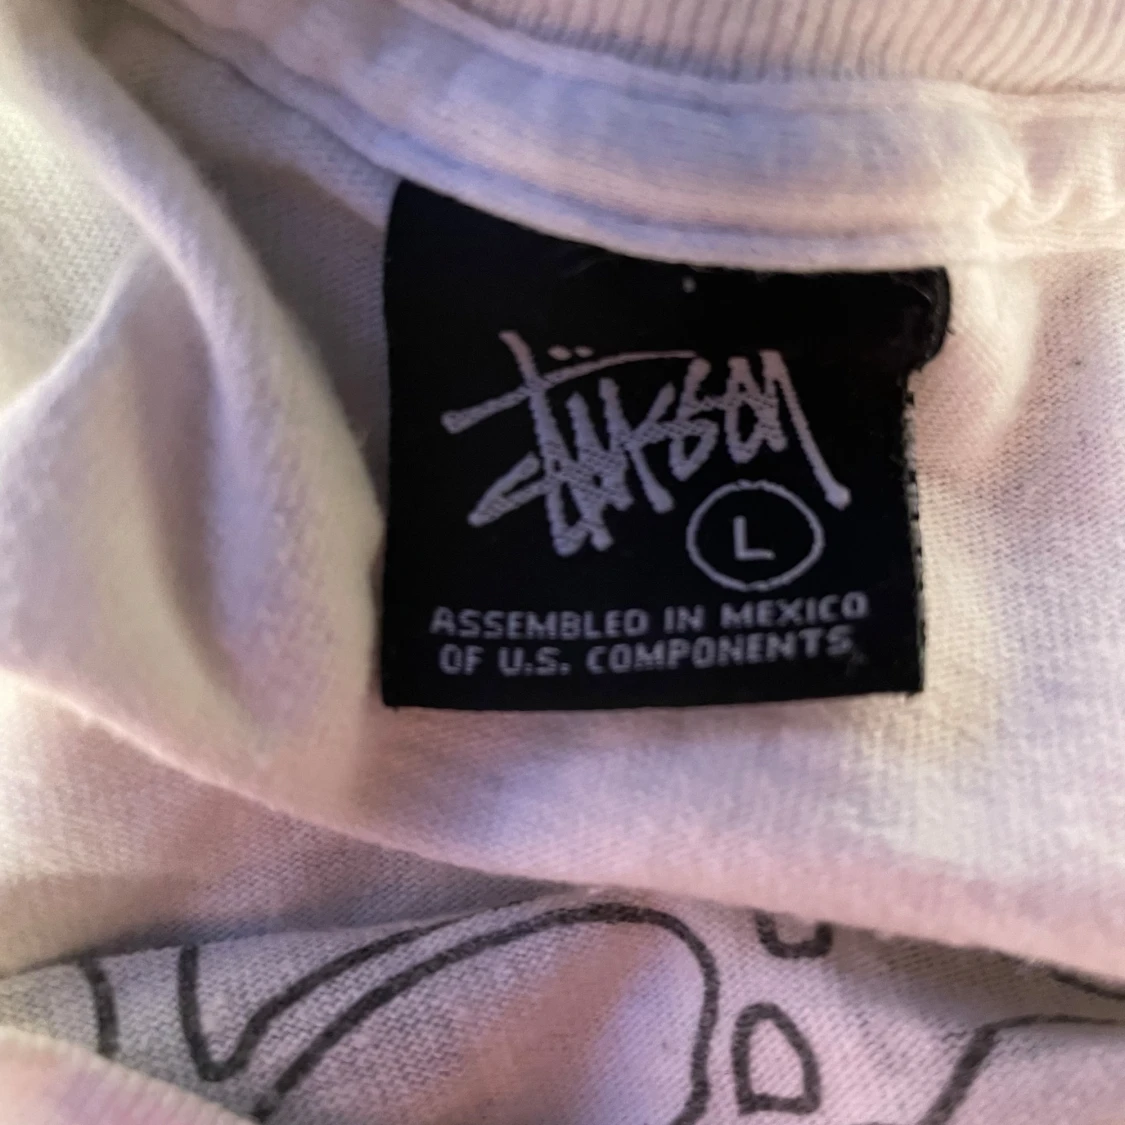 Stüssy
L
ASSEMBLED IN MEXICO
OF U.S. COMPONENTS